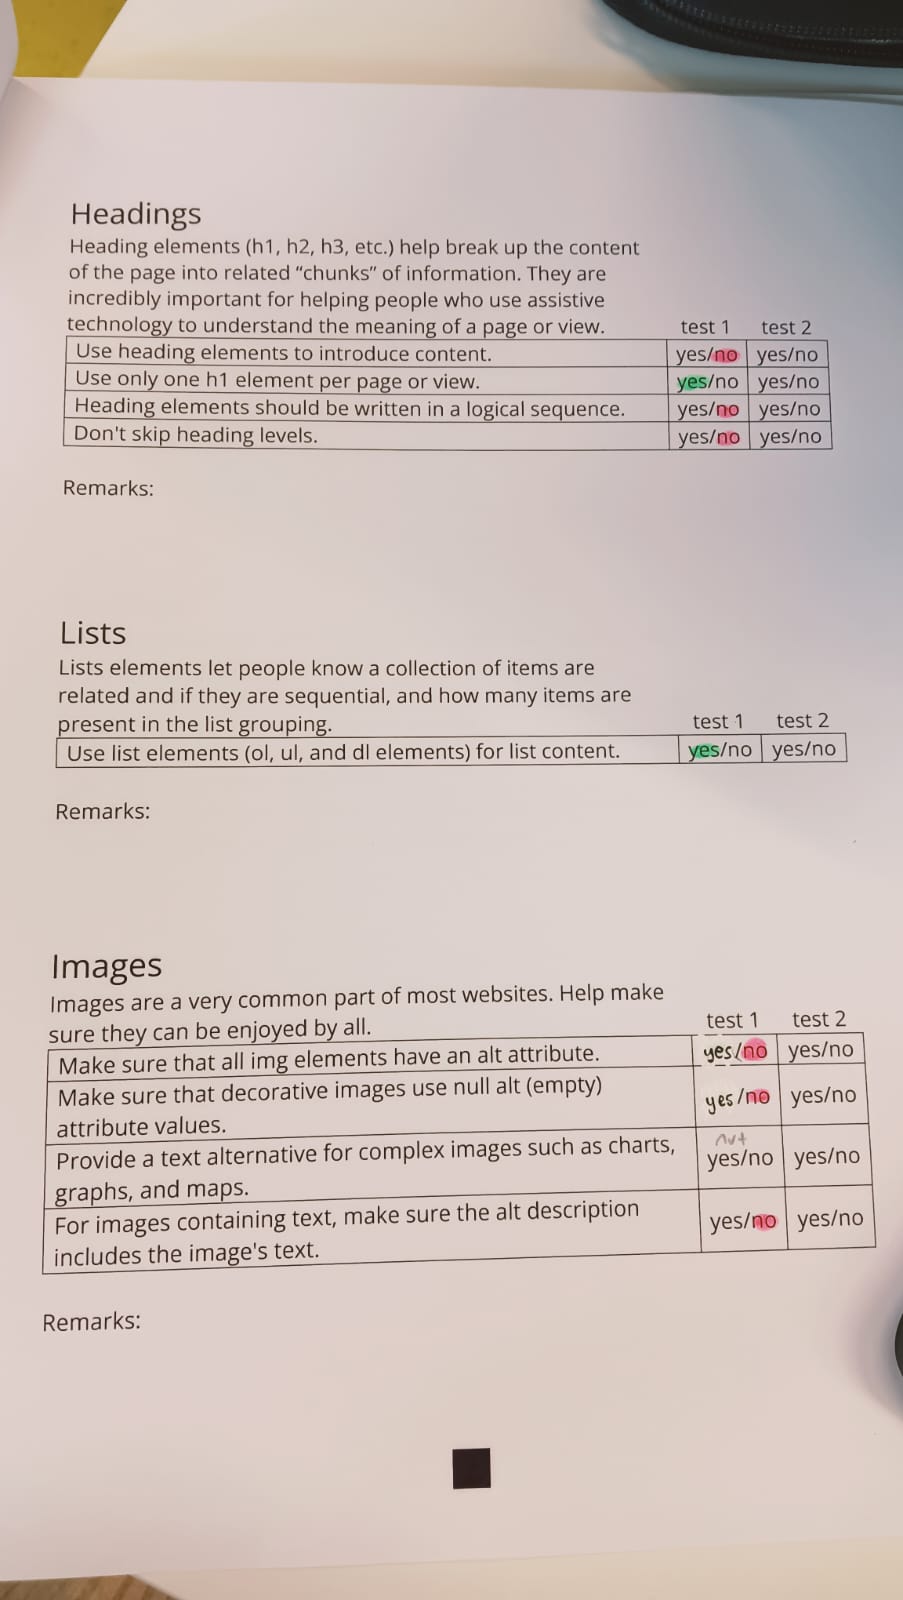 Headings
Heading elements (h1, h2, h3, etc.) help break up the content
of the page into related “chunks” of information. They are
incredibly important for helping people who use assistive
technology to understand the meaning of a page or view. test 1 test 2
Use heading elements to introduce content. yes/no yes/no
Use only one h1 element per page or view. yes/no yes/no
Heading elements should be written in a logical sequence. yes/no yes/no
Don't skip heading levels. yes/no yes/no
Remarks:
Lists
Lists elements let people know a collection of items are
related and if they are sequential, and how many items are
present in the list grouping. test 1 test 2
Use list elements (ol, ul, and dl elements) for list content. yes/no yes/no
Remarks:
Images
Images are a very common part of most websites. Help make
sure they can be enjoyed by all. test 1 test 2
Make sure that all img elements have an alt attribute. yes/no yes/no
Make sure that decorative images use null alt (empty)
attribute values. yes/no yes/no
Provide a text alternative for complex images such as charts,
graphs, and maps. yes/no yes/no
For images containing text, make sure the alt description
includes the image's text. yes/no yes/no
Remarks: